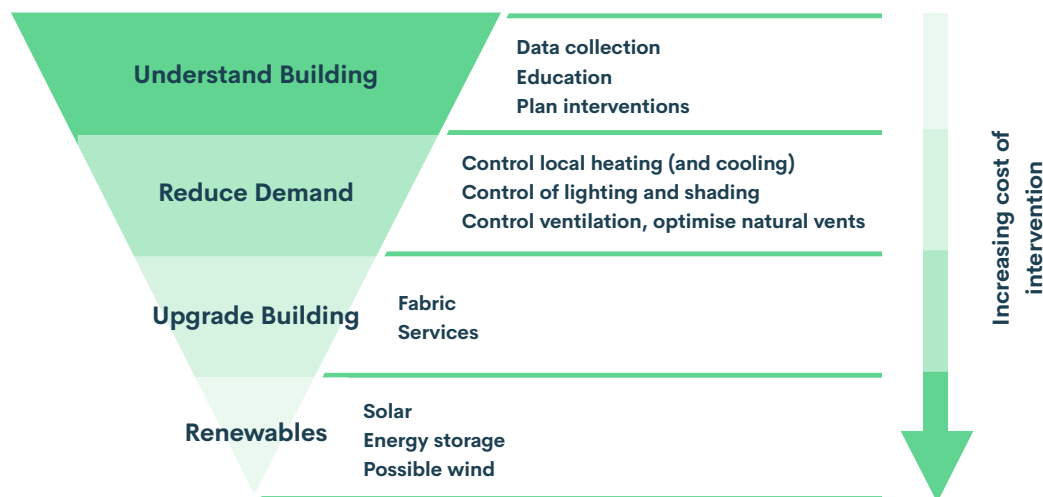 Understand Building
Data collection
Education
Plan interventions
Reduce Demand
Control local heating (and cooling)
Control of lighting and shading
Control ventilation, optimise natural vents
Upgrade Building
Fabric
Services
Renewables
Solar
Energy storage
Possible wind
Increasing cost of
intervention